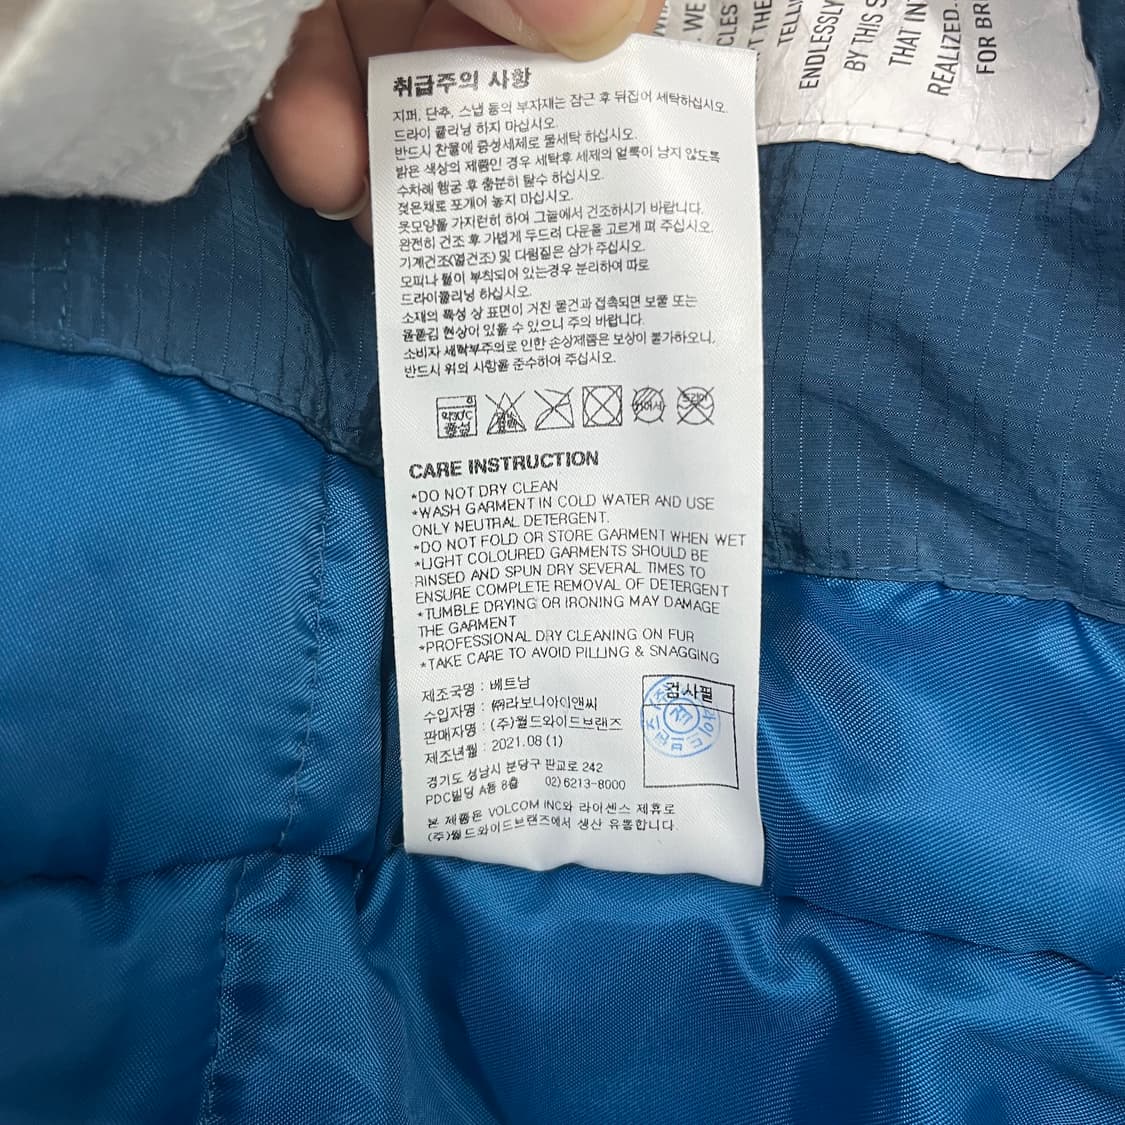 WE
CLES
T THE
TELLI
ENDLESSLY
BY THIS S
THAT IN
REALIZED.
FOR BR
취급주의 사항
지퍼, 단추, 스냅 등의 부자재는 잠근 후 뒤집어 세탁하십시오.
드라이 클리닝 하지 마십시오.
반드시 찬물에 중성세제로 물세탁 하십시오.
밝은 색상의 제품인 경우 세탁후 세제의 얼룩이 남지 않도록
수차례 헹굼 후 충분히 탈수 하십시오.
젖은채로 포개어 놓지 마십시오.
옷모양을 가지런히 하여 그늘에서 건조하시기 바랍니다.
완전히 건조 후 가볍게 두드려 다운을 고르게 펴 주십시오.
기계건조(열건조) 및 다림질은 삼가 주십시오.
모피나 털이 부착되어 있는경우 분리하여 따로
드라이클리닝 하십시오.
소재의 특성 상 표면이 거친 물건과 접촉되면 보풀 또는
올뜯김 현상이 있을 수 있으니 주의 바랍니다.
소비자 세탁부주의로 인한 손상제품은 보상이 불가하오니,
반드시 위의 사항을 준수하여 주십시오.
약30℃
중성
드라이
CARE INSTRUCTION
*DO NOT DRY CLEAN
*WASH GARMENT IN COLD WATER AND USE
ONLY NEUTRAL DETERGENT.
*DO NOT FOLD OR STORE GARMENT WHEN WET
*LIGHT COLOURED GARMENTS SHOULD BE
RINSED AND SPUN DRY SEVERAL TIMES TO
ENSURE COMPLETE REMOVAL OF DETERGENT
*TUMBLE DRYING OR IRONING MAY DAMAGE
THE GARMENT
*PROFESSIONAL DRY CLEANING ON FUR
*TAKE CARE TO AVOID PILLING & SNAGGING
제조국명 : 베트남
수입자명 : ㈜라보니아이앤씨
판매자명 : (주)월드와이드브랜즈
제조년월 : 2021.08 (1)
경기도 성남시 분당구 판교로 242
PDC빌딩 A동 8층 02) 6213-8000
본 제품은 VOLCOM INC와 라이센스 제휴로
(주)월드와이드브랜즈에서 생산 유통합니다.
검사필